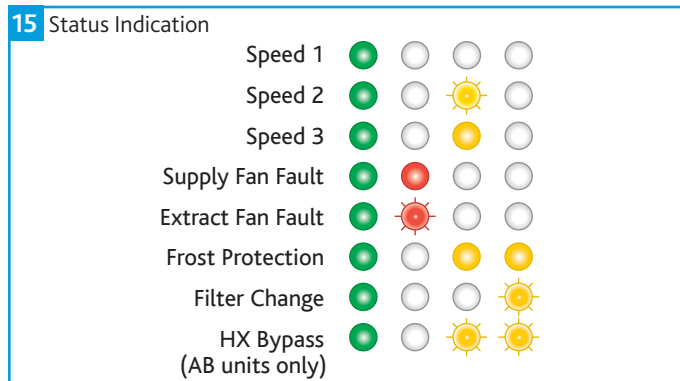 15 Status Indication
Speed 1
Speed 2
Speed 3
Supply Fan Fault
Extract Fan Fault
Frost Protection
Filter Change
HX Bypass
(AB units only)